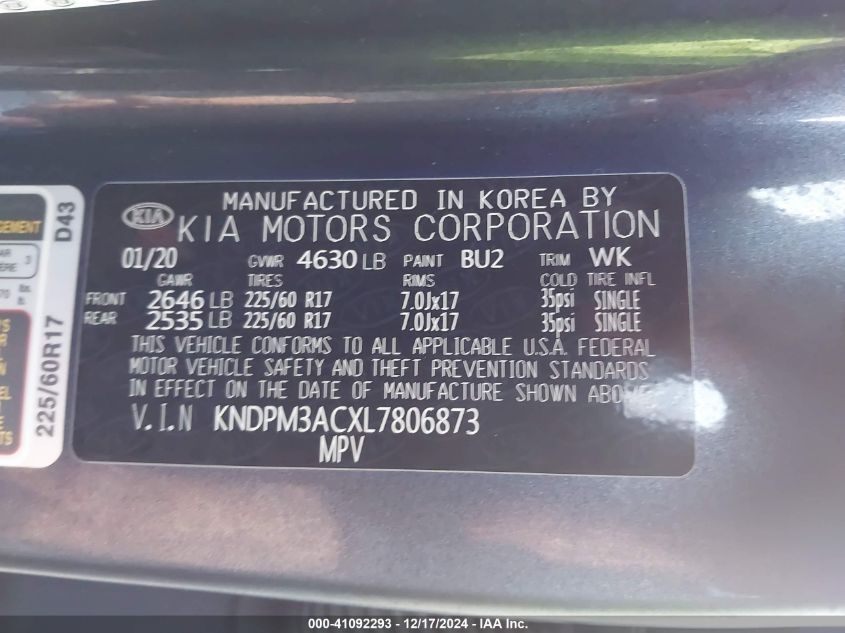 MANUFACTURED IN KOREA BY
KIA KIA MOTORS CORPORATION
01/20 GVWR 4630 LB PAINT BU2 TRIM WK
GAWR TIRES RIMS COLD TIRE INFL
FRONT 2646 LB 225/60 R17 7.0Jx17 35psi SINGLE
REAR 2535 LB 225/60 R17 7.0Jx17 35psi SINGLE
THIS VEHICLE CONFORMS TO ALL APPLICABLE U.S.A. FEDERAL
MOTOR VEHICLE SAFETY AND THEFT PREVENTION STANDARDS
IN EFFECT ON THE DATE OF MANUFACTURE SHOWN ABOVE
V.I.N KNDPM3ACXL7806873
MPV
225/60R17 D43
000-41092293 - 12/17/2024 - IAA Inc.